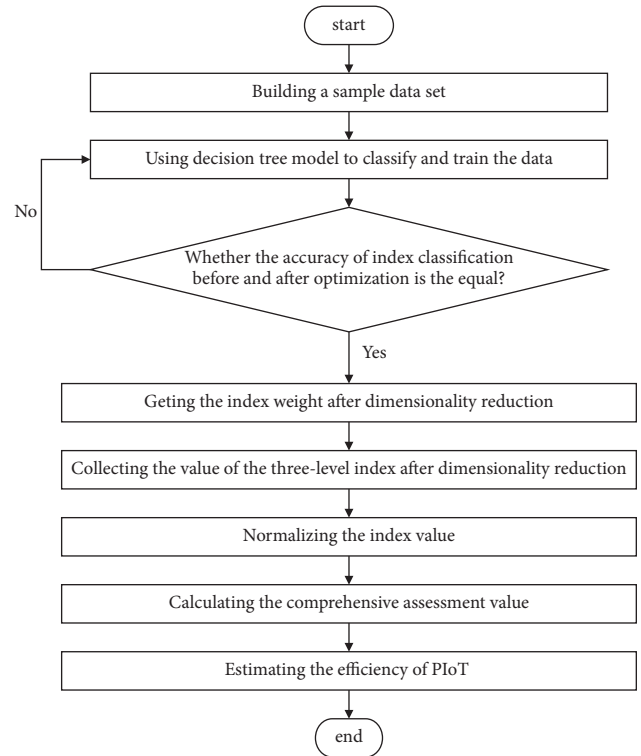 start
Building a sample data set
Using decision tree model to classify and train the data
No
Whether the accuracy of index classification
before and after optimization is the equal?
Yes
Geting the index weight after dimensionality reduction
Collecting the value of the three-level index after dimensionality reduction
Normalizing the index value
Calculating the comprehensive assessment value
Estimating the efficiency of PIoT
end